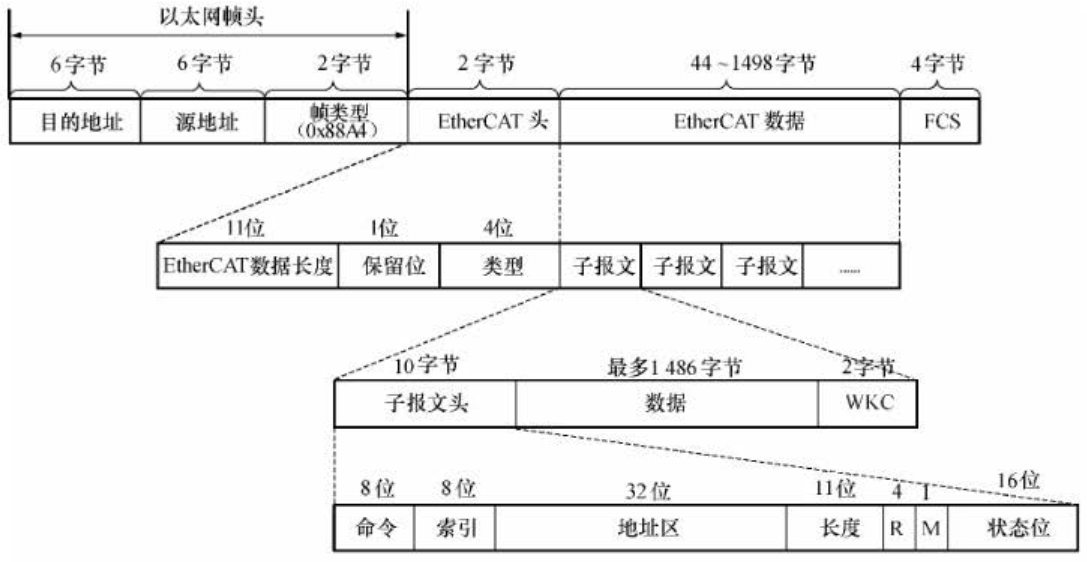 以太网帧头
6字节 6字节 2字节 2字节 44~1498字节 4字节
目的地址 源地址 帧类型 EtherCAT 头 EtherCAT 数据 FCS
（0x88A4）
11位 1位 4位
EtherCAT数据长度 保留位 类型 子报文 子报文 子报文 ......
10字节 最多1 486字节 2字节
子报文头 数据 WKC
8位 8位 32位 11位 4 1 16位
命令 索引 地址区 长度 R M 状态位